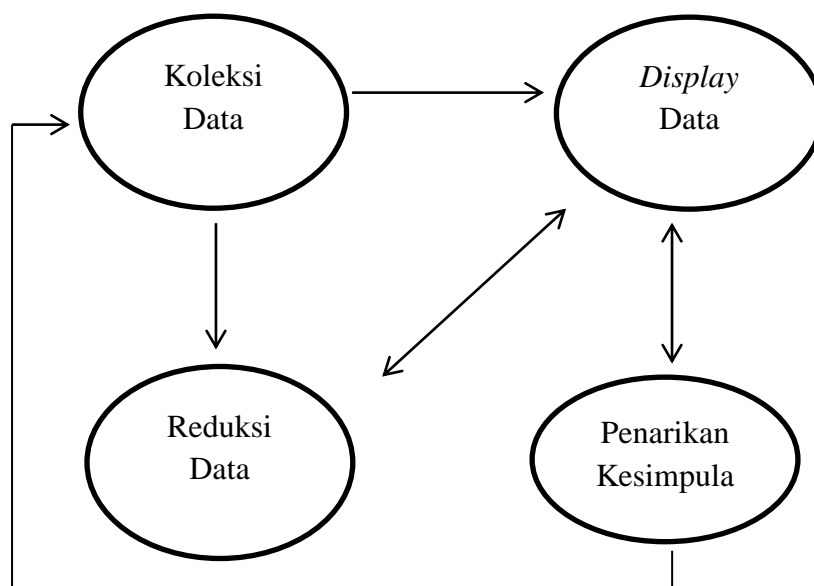 Koleksi
Data
Display
Data
Reduksi
Data
Penarikan
Kesimpula